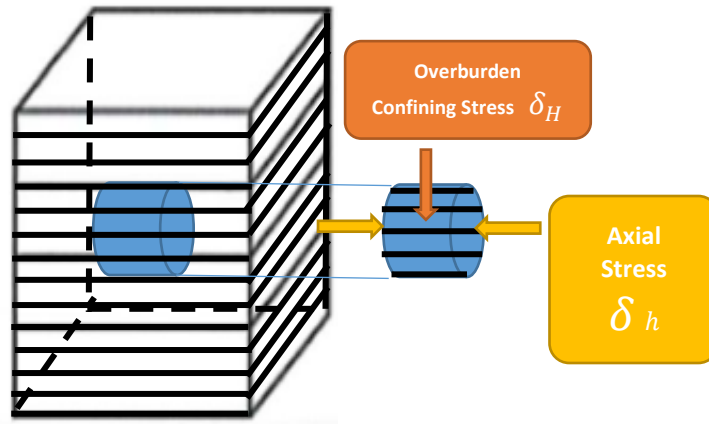 Overburden
Confining Stress δH
Axial
Stress
δ h